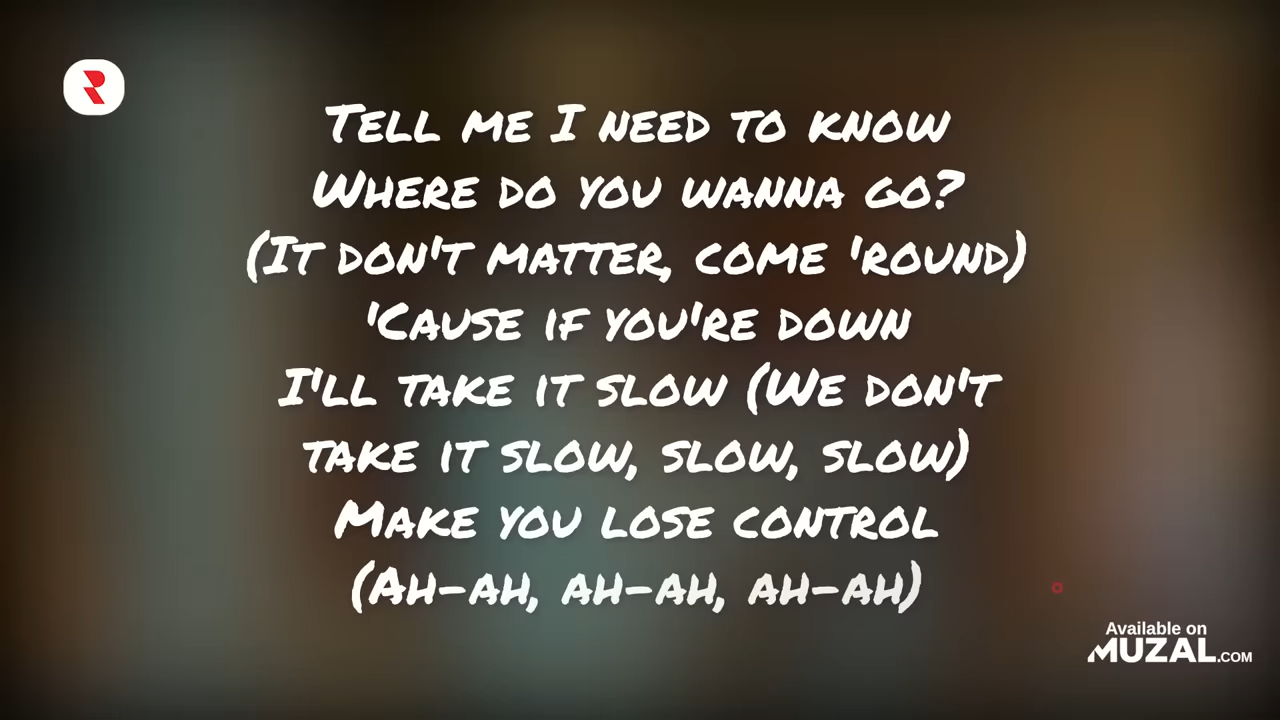 Tell me I need to know
Where do you wanna go?
(It don't matter, come 'round)
'Cause if you're down
I'll take it slow (We don't
take it slow, slow, slow)
Make you lose control
(Ah-ah, ah-ah, ah-ah)
Available on
MUZAL.COM